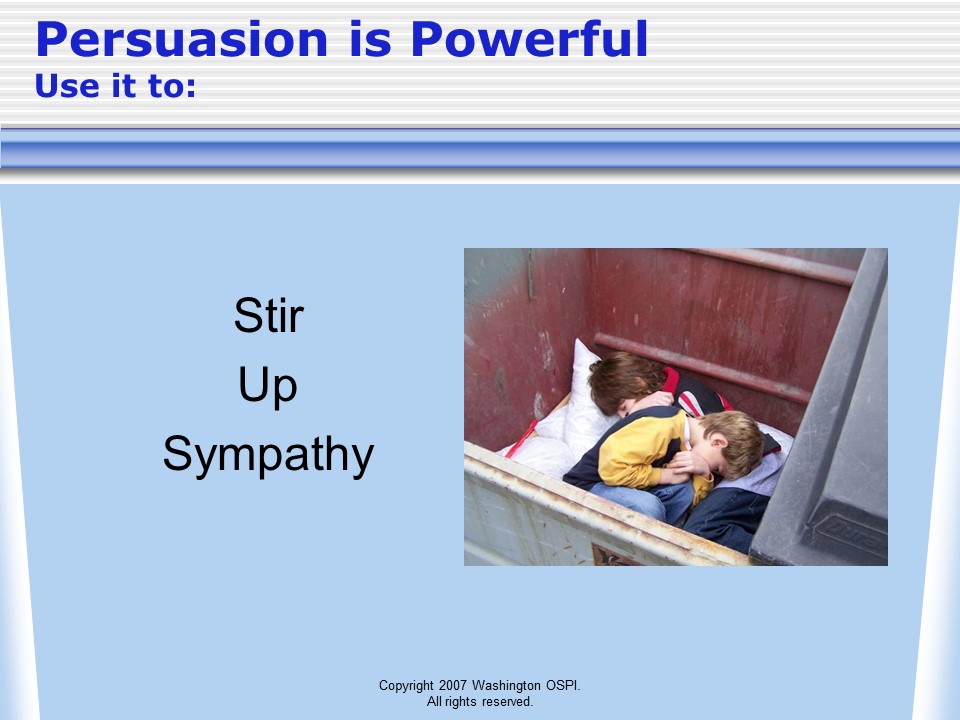 Persuasion is Powerful
Use it to:
Stir
Up
Sympathy
Copyright 2007 Washington OSPI.
All rights reserved.